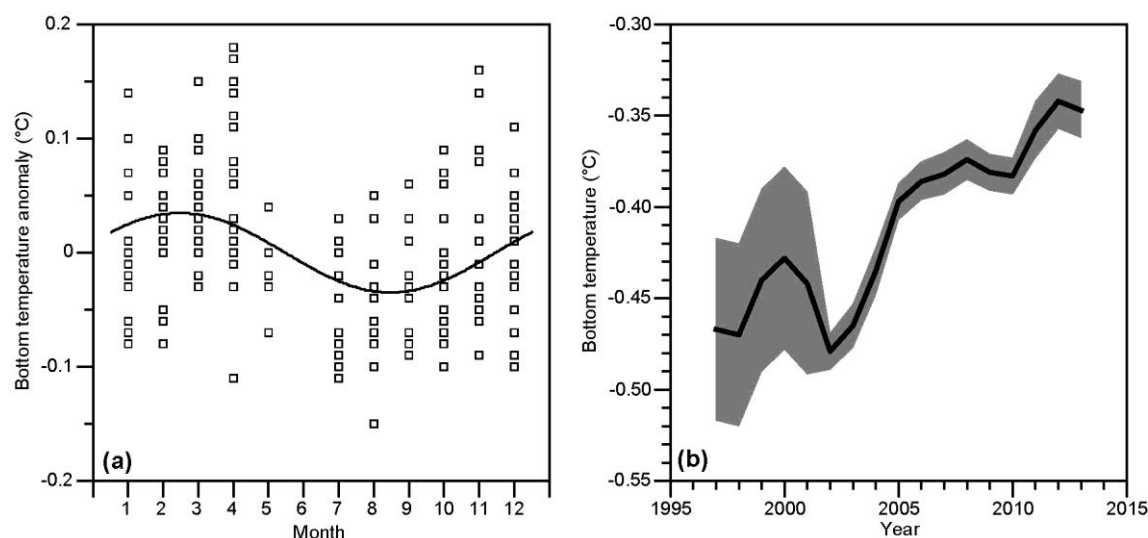 0.2
0.1
0
-0.1
-0.2
Bottom temperature anomaly (°C)
(a)
1 2 3 4 5 6 7 8 9 10 11 12
Month
-0.30
-0.35
-0.40
-0.45
-0.50
-0.55
Bottom temperature (°C)
(b)
1995 2000 2005 2010 2015
Year